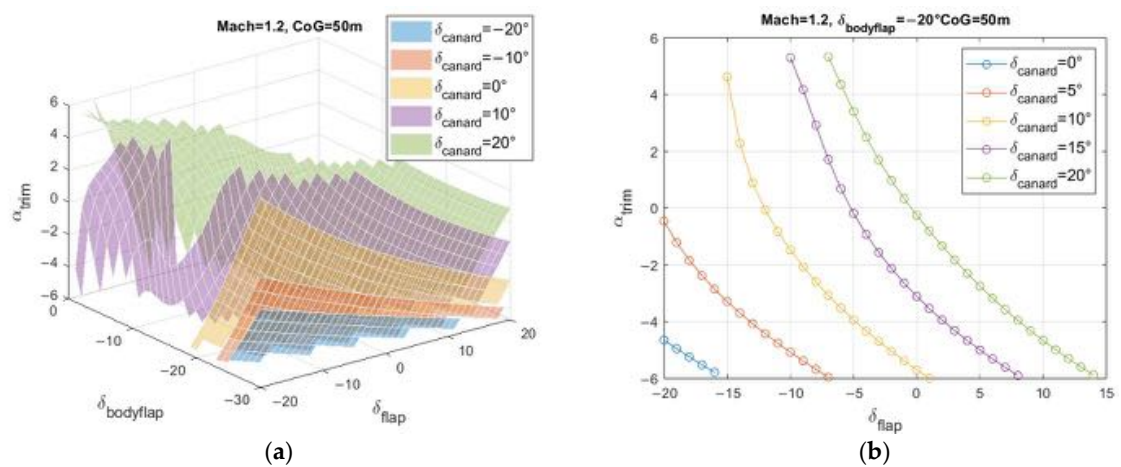 Mach=1.2, CoG=50m
δcanard=−20°
δcanard=−10°
δcanard=0°
δcanard=10°
δcanard=20°
6
4
2
0
−2
−4
−6
αtrim
0
−10
−20
−30
δbodyflap
−20
−10
0
10
20
δflap
(a)
Mach=1.2, δbodyflap=−20°CoG=50m
δcanard=0°
δcanard=5°
δcanard=10°
δcanard=15°
δcanard=20°
6
4
2
0
−2
−4
−6
αtrim
−20 −15 −10 −5 0 5 10 15
δflap
(b)